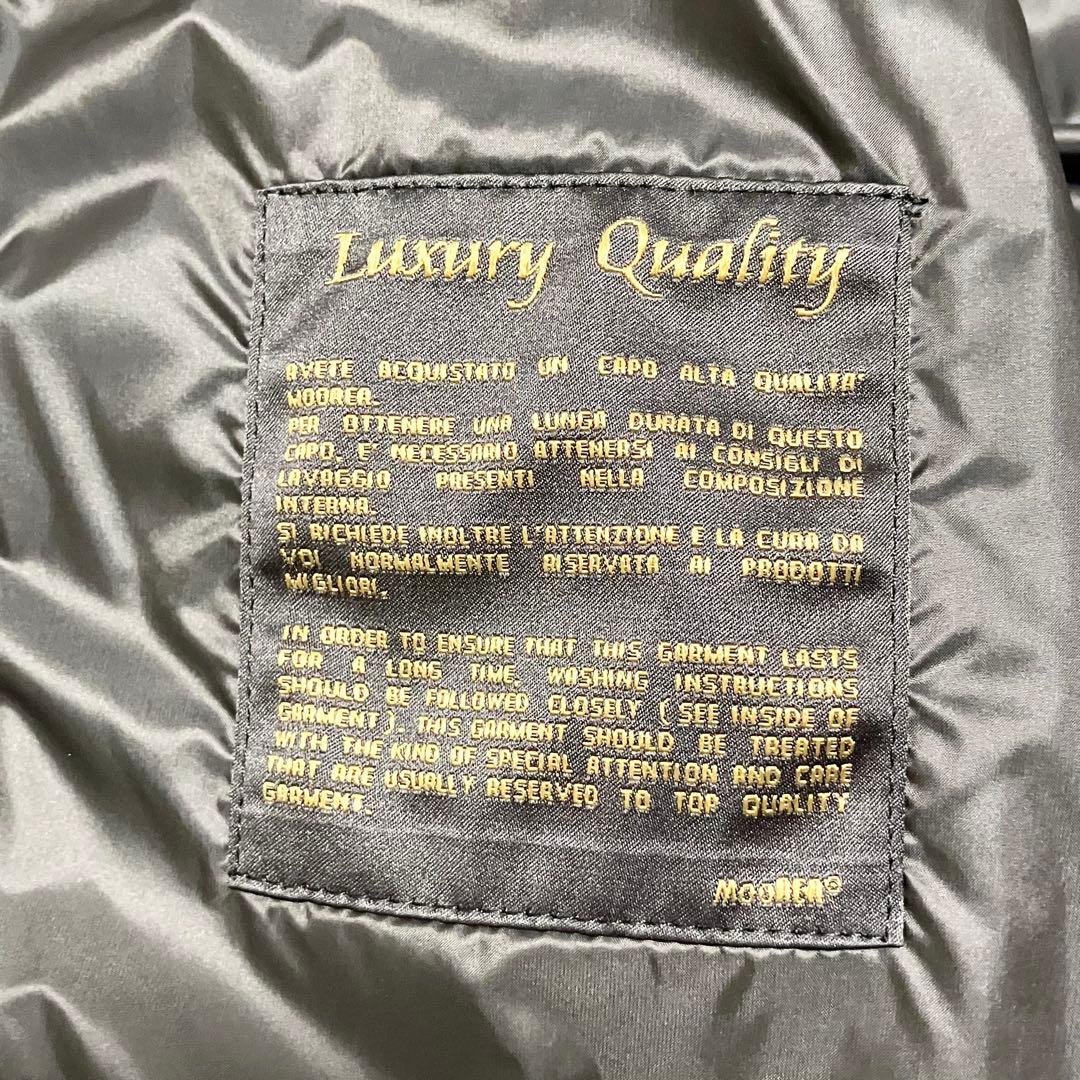 Luxury Quality
AVETE ACQUISTATO UN CAPO ALTA QUALITA'
MOOREA.
PER OTTENERE UNA LUNGA DURATA DI QUESTO
CAPO, E' NECESSARIO ATTENERSI AI CONSIGLI DI
LAVAGGIO PRESENTI NELLA COMPOSIZIONE
INTERNA.
SI RICHIEDE INOLTRE L'ATTENZIONE E LA CURA DA
VOI NORMALMENTE RISERVATA AI PRODOTTI
MIGLIORI.
IN ORDER TO ENSURE THAT THIS GARMENT LASTS
FOR A LONG TIME WASHING INSTRUCTIONS
SHOULD BE FOLLOWED CLOSELY (SEE INSIDE OF
GARMENT). THIS GARMENT SHOULD BE TREATED
WITH THE KIND OF SPECIAL ATTENTION AND CARE
THAT ARE USUALLY RESERVED TO TOP QUALITY
GARMENT.
MOOREA®